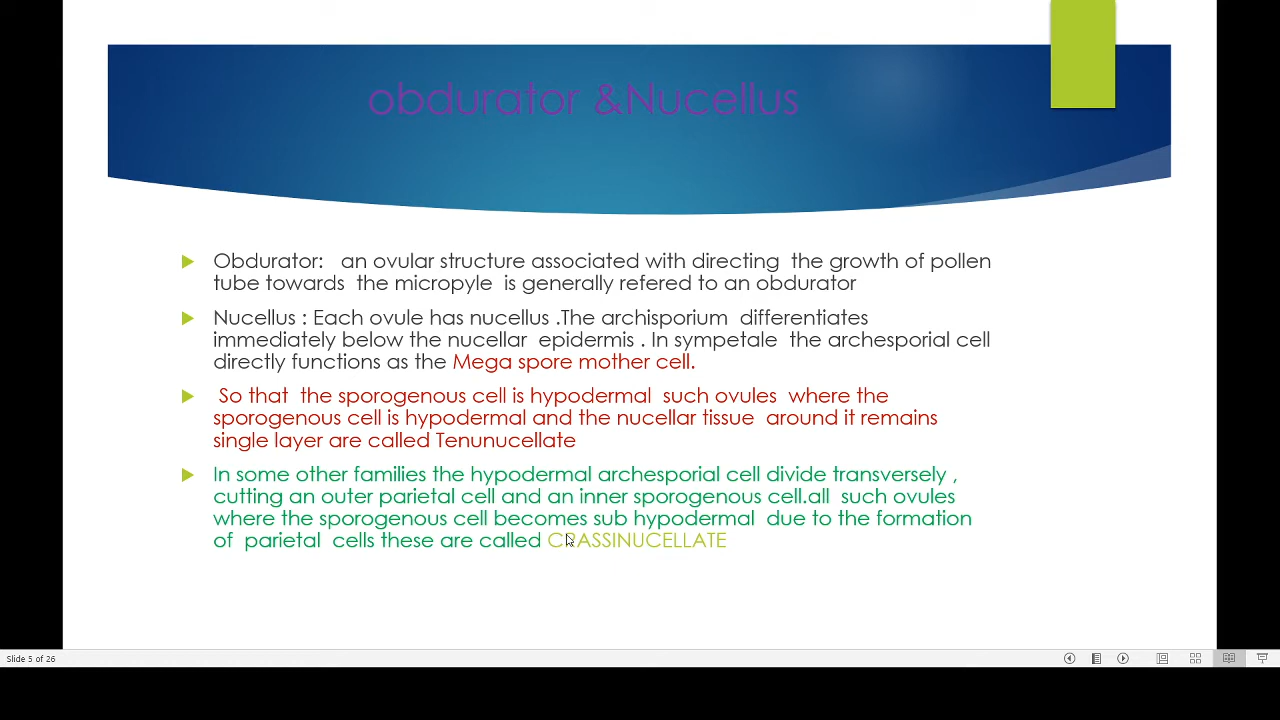 obdurator &Nucellus
Obdurator: an ovular structure associated with directing the growth of pollen
tube towards the micropyle is generally refered to an obdurator
Nucellus : Each ovule has nucellus .The archisporium differentiates
immediately below the nucellar epidermis . In sympetale the archesporial cell
directly functions as the Mega spore mother cell.
So that the sporogenous cell is hypodermal such ovules where the
sporogenous cell is hypodermal and the nucellar tissue around it remains
single layer are called Tenunucellate
In some other families the hypodermal archesporial cell divide transversely ,
cutting an outer parietal cell and an inner sporogenous cell.all such ovules
where the sporogenous cell becomes sub hypodermal due to the formation
of parietal cells these are called CRASSINUCELLATE
Slide 5 of 26